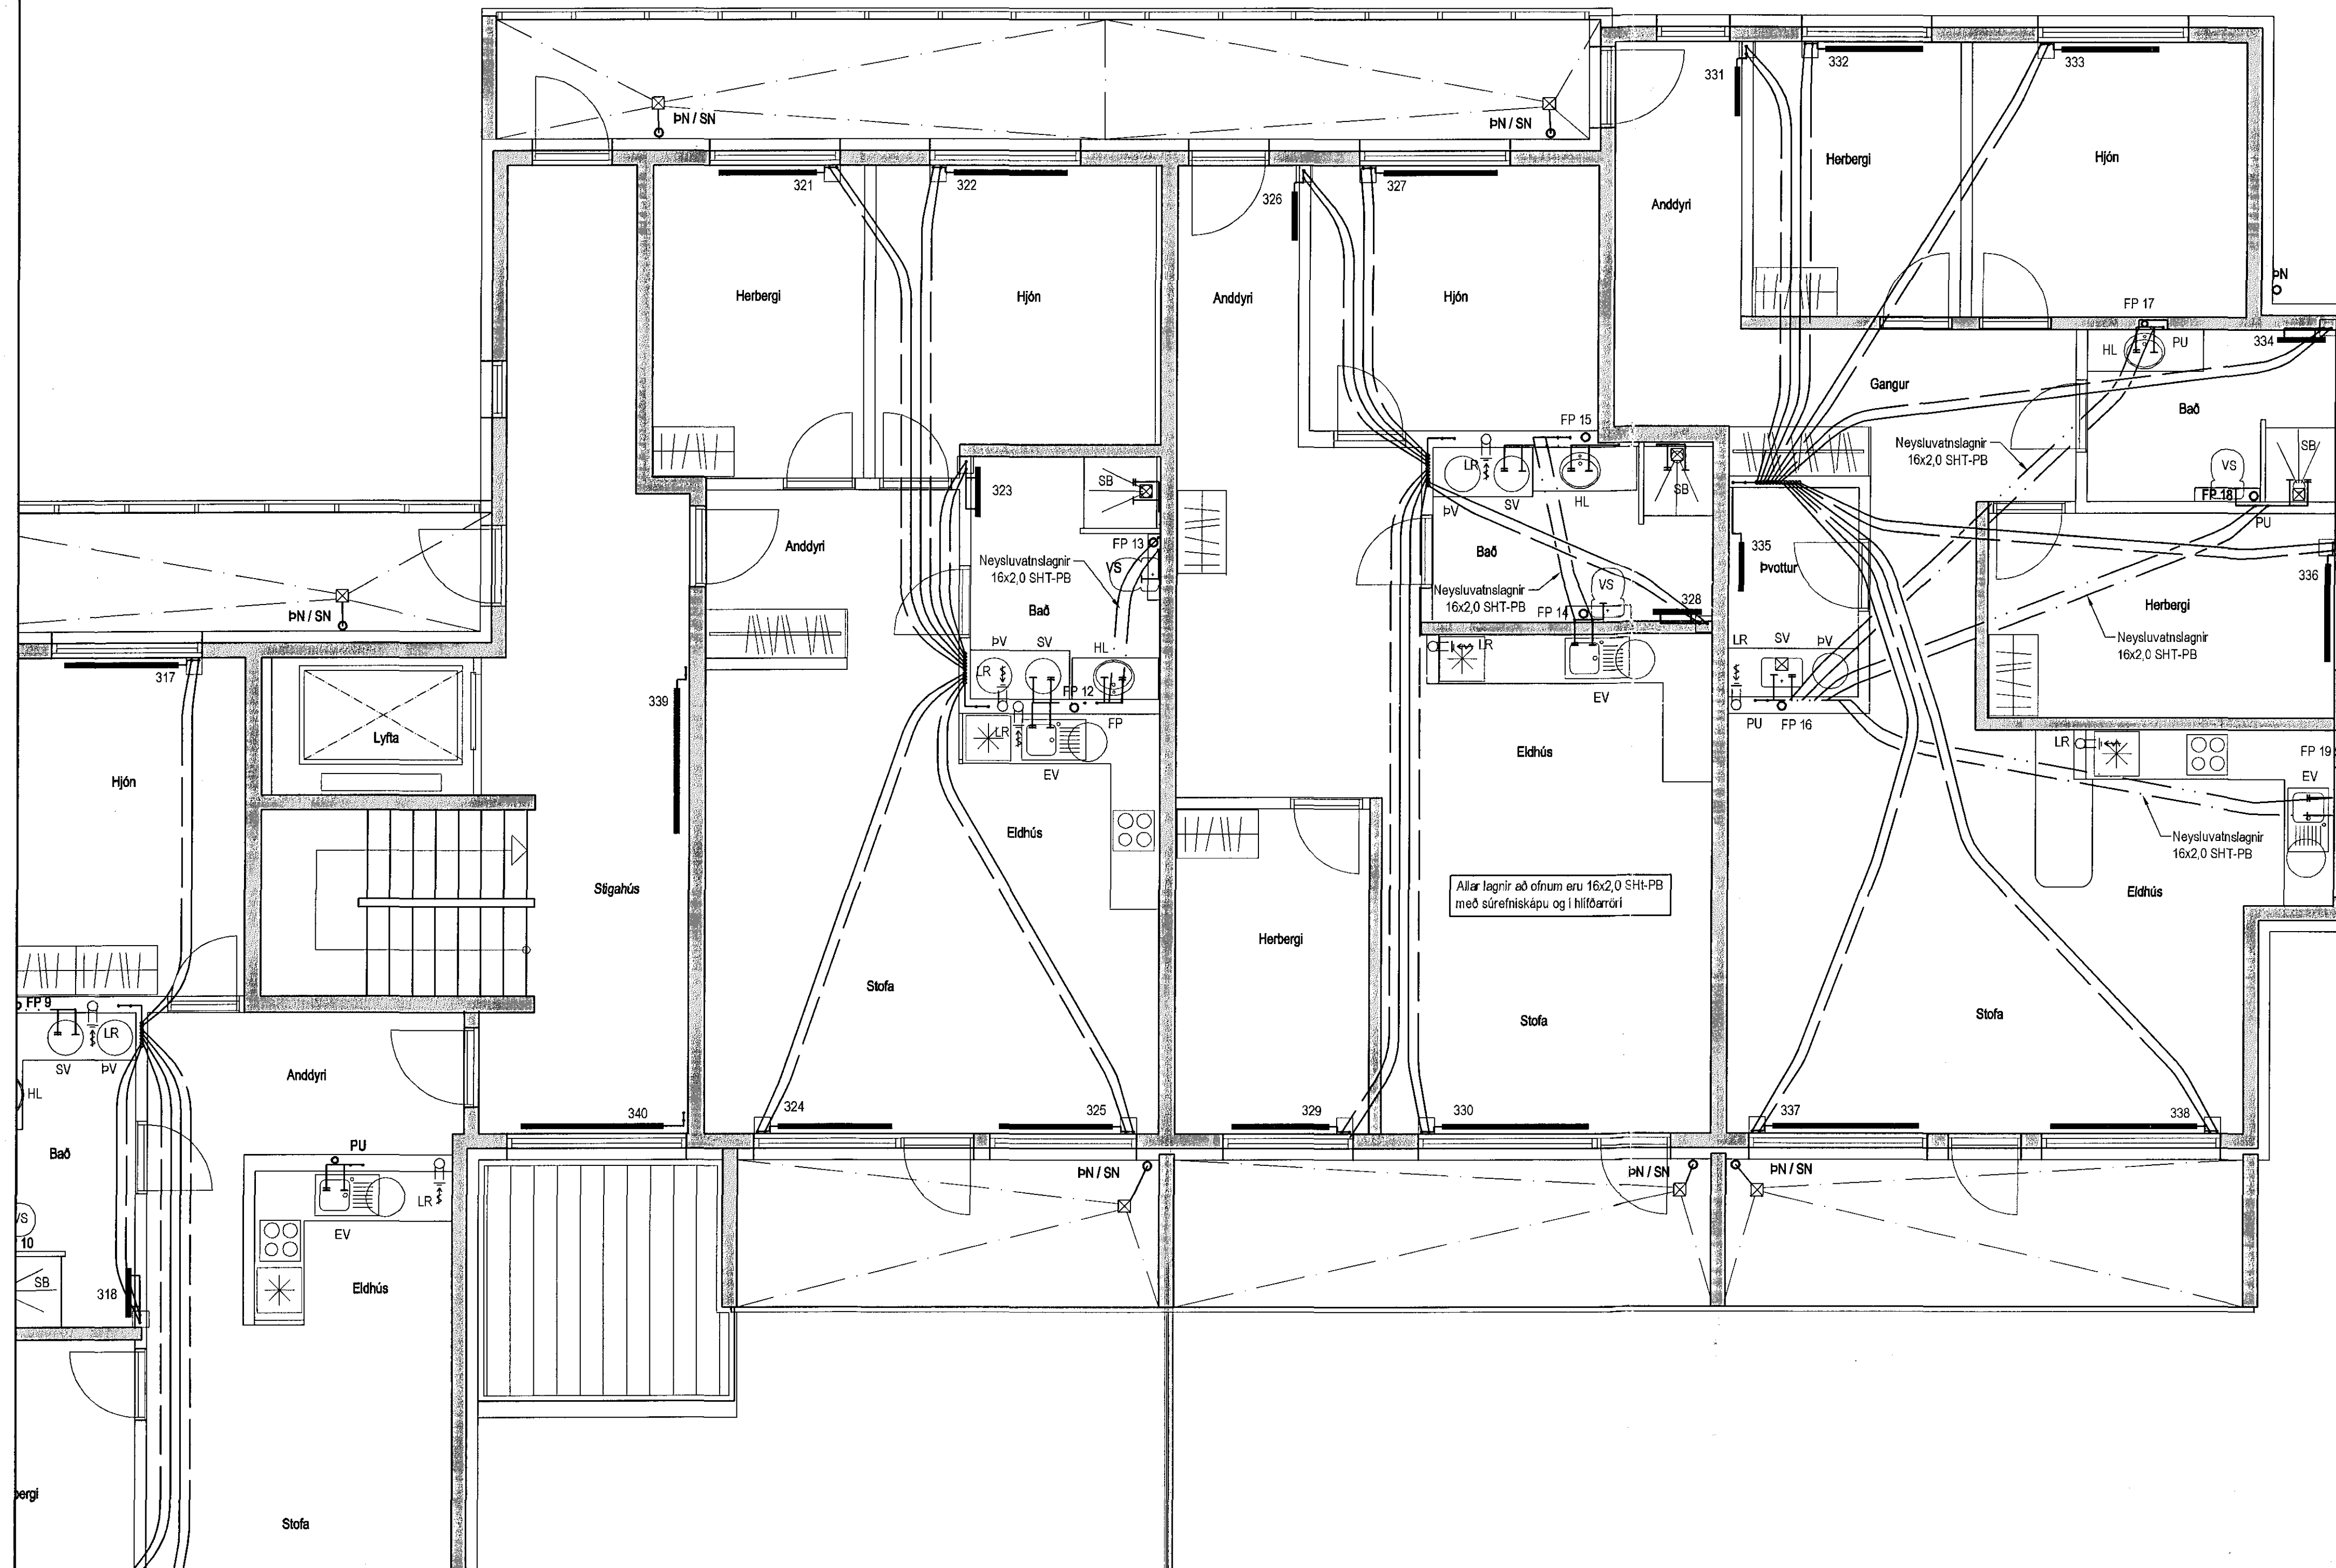 ÞN / SN
ÞN / SN
331
332
333
321
322
326
327
Herbergi
Hjón
Anddyri
Herbergi
Hjón
Anddyri
Hjón
ÞN
FP 17
HL
PU
334
Gangur
Bað
FP 15
Neysluvatnslagnir
16x2,0 SHT-PB
LR
SB
VS
SB
323
SB
ÞV
SV
HL
FP 18
PU
Anddyri
FP 13
Neysluvatnslagnir
16x2,0 SHT-PB
VS
Bað
335
Þvottur
336
Neysluvatnslagnir
16x2,0 SHT-PB
VS
FP 14
328
Herbergi
Bað
ÞN / SN
Neysluvatnslagnir
16x2,0 SHT-PB
ÞV
SV
HL
LR
LR
SV
ÞV
317
LR
FP 12
339
EV
PU
FP 16
Lyfta
LR
FP
LR
FP 19
EV
Hjón
EV
Eldhús
Eldhús
Neysluvatnslagnir
16x2,0 SHT-PB
Stigahús
Allar lagnir að ofnum eru 16x2,0 SHt-PB
með súrefniskápu og í hlífðarröri
Eldhús
Herbergi
Stofa
FP 9
Stofa
Stofa
LR
SV
ÞV
Anddyri
HL
340
324
325
329
330
337
338
Bað
PU
ÞN / SN
ÞN / SN
ÞN / SN
LR
VS
10
EV
SB
318
Eldhús
bergi
Stofa